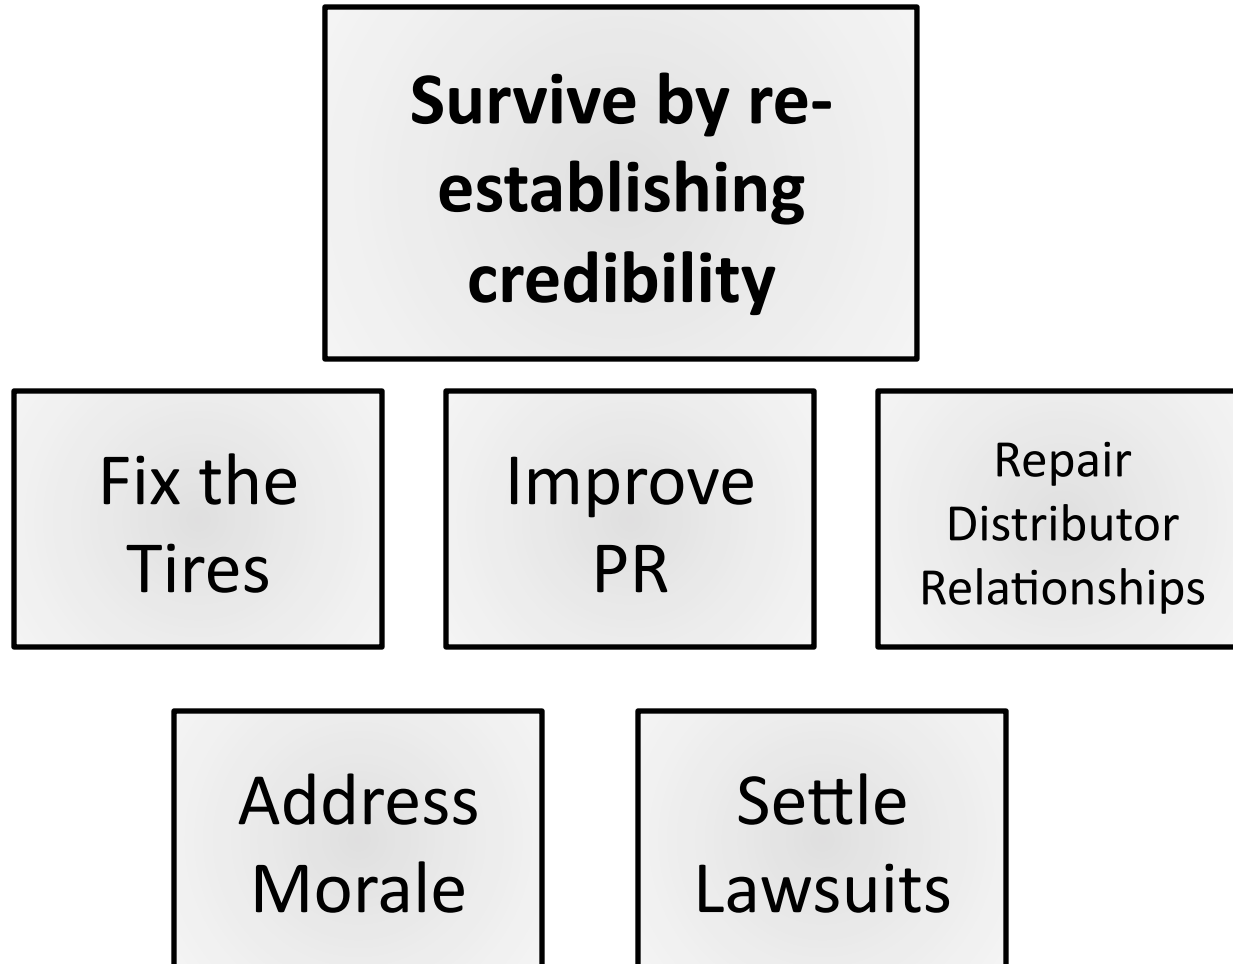 Survive by re-
establishing
credibility
Fix the
Tires
Improve
PR
Repair
Distributor
Relationships
Address
Morale
Settle
Lawsuits